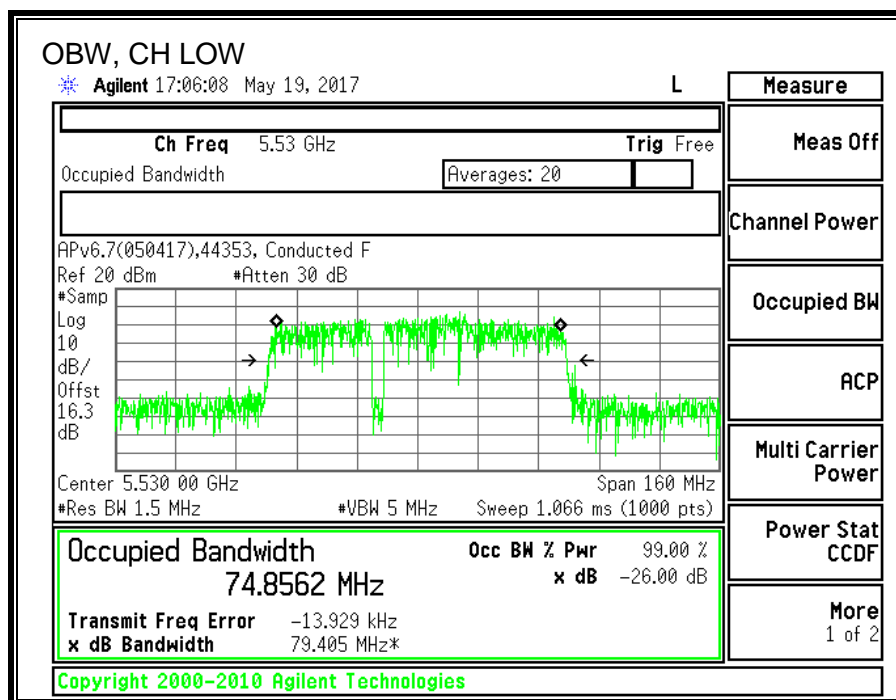 OBW, CH LOW
Agilent 17:06:08 May 19, 2017 L
Measure
Ch Freq 5.53 GHz Trig Free
Meas Off
Occupied Bandwidth Averages: 20
Channel Power
APv6.7(050417),44353, Conducted F
Ref 20 dBm #Atten 30 dB
#Samp
Log
10
dB/
Offst
16.3
dB
Occupied BW
ACP
Multi Carrier
Power
Center 5.530 00 GHz Span 160 MHz
#Res BW 1.5 MHz #VBW 5 MHz Sweep 1.066 ms (1000 pts)
Power Stat
CCDF
Occupied Bandwidth Occ BW % Pwr 99.00 %
74.8562 MHz x dB -26.00 dB
Transmit Freq Error -13.929 kHz
x dB Bandwidth 79.405 MHz*
More
1 of 2
Copyright 2000-2010 Agilent Technologies